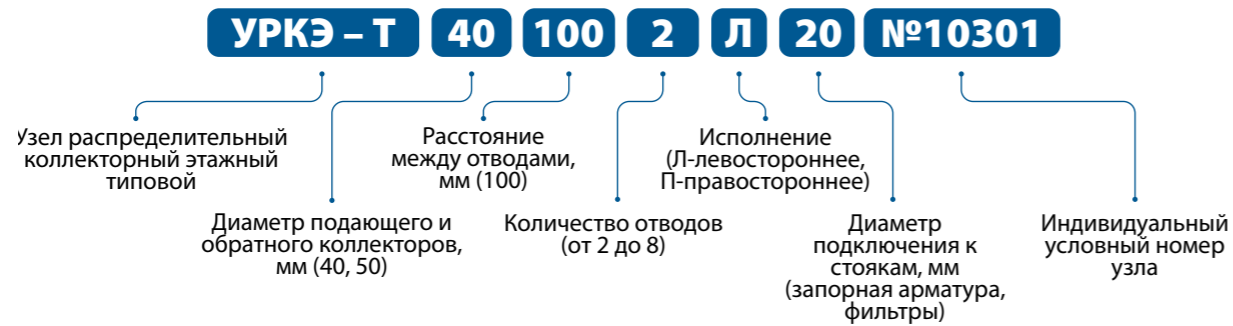 УРКЭ – Т 40 100 2 Л 20 №10301
Узел распределительный
коллекторный этажный
типовой
Расстояние
между отводами,
мм (100)
Исполнение
(Л-левостороннее,
П-правостороннее)
Диаметр подающего и
обратного коллекторов,
мм (40, 50)
Количество отводов
(от 2 до 8)
Диаметр
подключения к
стоякам, мм
(запорная арматура,
фильтры)
Индивидуальный
условный номер
узла